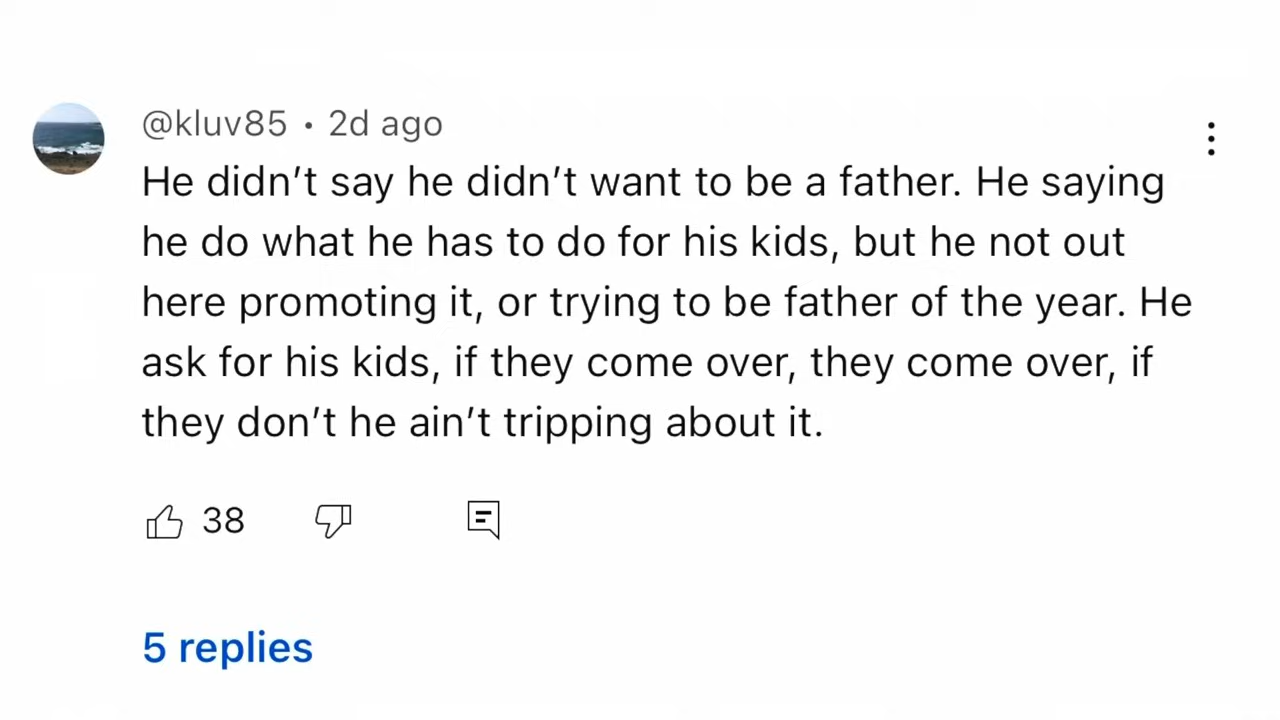 @kluv85 • 2d ago
He didn’t say he didn’t want to be a father. He saying
he do what he has to do for his kids, but he not out
here promoting it, or trying to be father of the year. He
ask for his kids, if they come over, they come over, if
they don’t he ain’t tripping about it.
38
5 replies